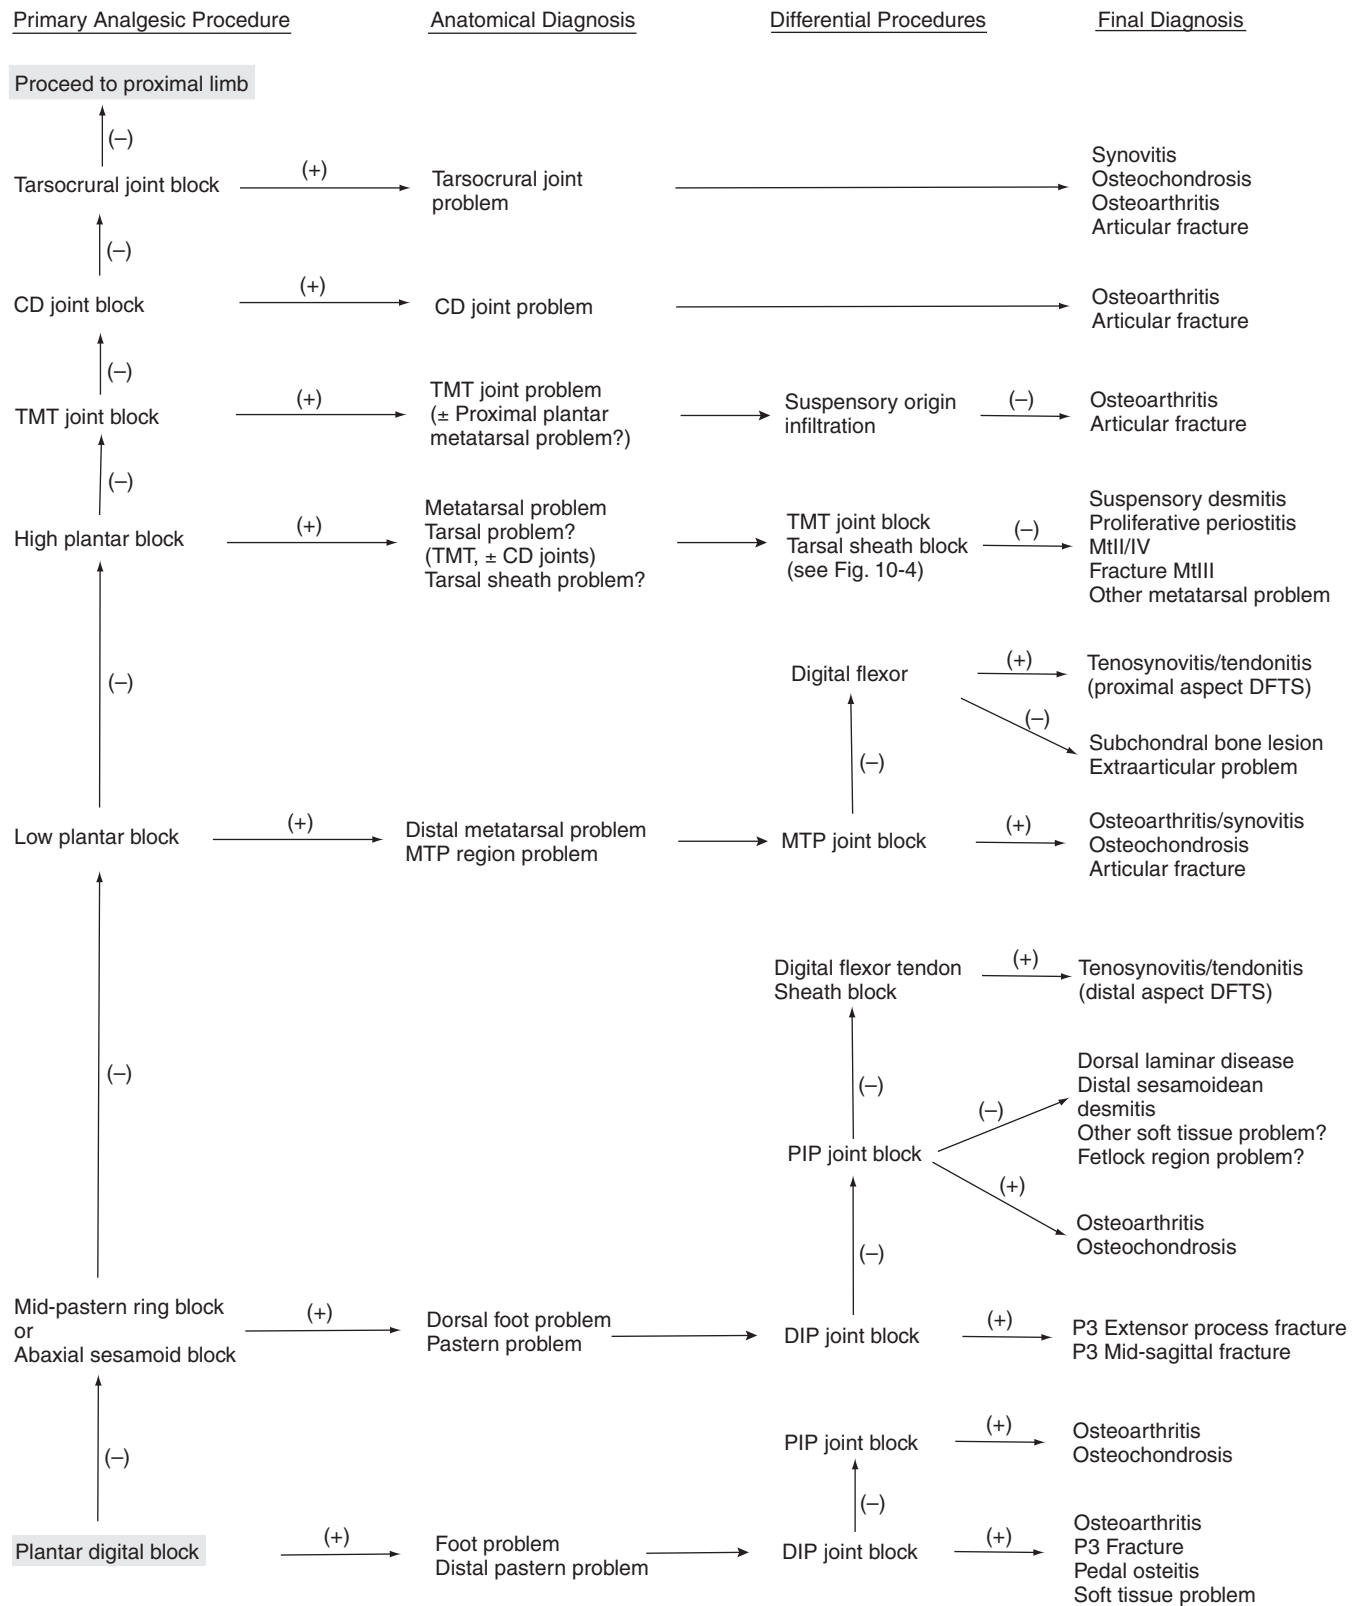 Primary Analgesic Procedure
Anatomical Diagnosis
Differential Procedures
Final Diagnosis
Proceed to proximal limb
(–)
Tarsocrural joint block
(+)
Tarsocrural joint
problem
Synovitis
Osteochondrosis
Osteoarthritis
Articular fracture
(–)
CD joint block
(+)
CD joint problem
Osteoarthritis
Articular fracture
(–)
TMT joint block
(+)
TMT joint problem
(± Proximal plantar
metatarsal problem?)
Suspensory origin
infiltration
(–)
Osteoarthritis
Articular fracture
(–)
High plantar block
(+)
Metatarsal problem
Tarsal problem?
(TMT, ± CD joints)
Tarsal sheath problem?
TMT joint block
Tarsal sheath block
(see Fig. 10-4)
(–)
Suspensory desmitis
Proliferative periostitis
MtII/IV
Fracture MtIII
Other metatarsal problem
(–)
Digital flexor
(+)
Tenosynovitis/tendonitis
(proximal aspect DFTS)
(–)
Subchondral bone lesion
Extraarticular problem
(–)
Low plantar block
(+)
Distal metatarsal problem
MTP region problem
MTP joint block
(+)
Osteoarthritis/synovitis
Osteochondrosis
Articular fracture
(–)
Digital flexor tendon
Sheath block
(+)
Tenosynovitis/tendonitis
(distal aspect DFTS)
(–)
PIP joint block
(–)
Dorsal laminar disease
Distal sesamoidean
desmitis
Other soft tissue problem?
Fetlock region problem?
(+)
Osteoarthritis
Osteochondrosis
(–)
Mid-pastern ring block
or
Abaxial sesamoid block
(+)
Dorsal foot problem
Pastern problem
DIP joint block
(+)
P3 Extensor process fracture
P3 Mid-sagittal fracture
(–)
PIP joint block
(+)
Osteoarthritis
Osteochondrosis
(–)
Plantar digital block
(+)
Foot problem
Distal pastern problem
DIP joint block
(+)
Osteoarthritis
P3 Fracture
Pedal osteitis
Soft tissue problem